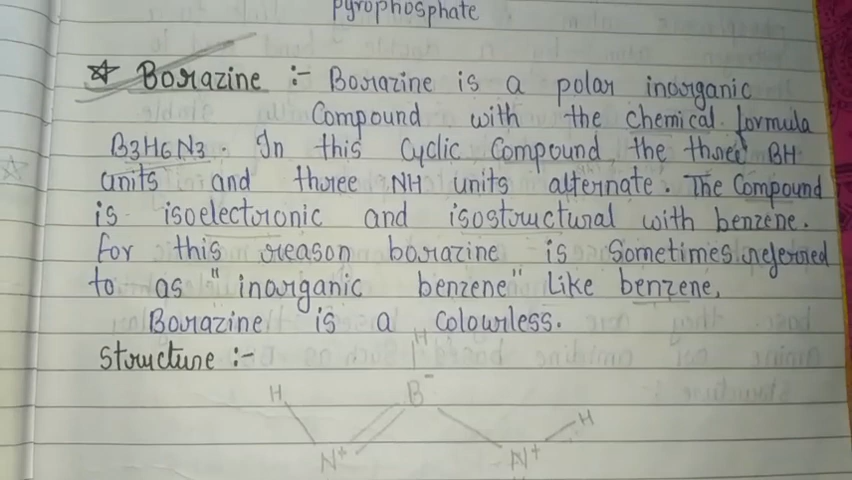 pyrophosphate
☆ Borazine :- Borazine is a polar inorganic
Compound with the chemical formula
B3H6N3. In this Cyclic Compound, the three BH
units and three NH units alternate. The Compound
is isoelectronic and isostructural with benzene.
For this reason borazine is Sometimes referred
to as "inorganic benzene" Like benzene,
Borazine is a colourless.
Structure :-
H
H B⁻ H
N⁺ N⁺